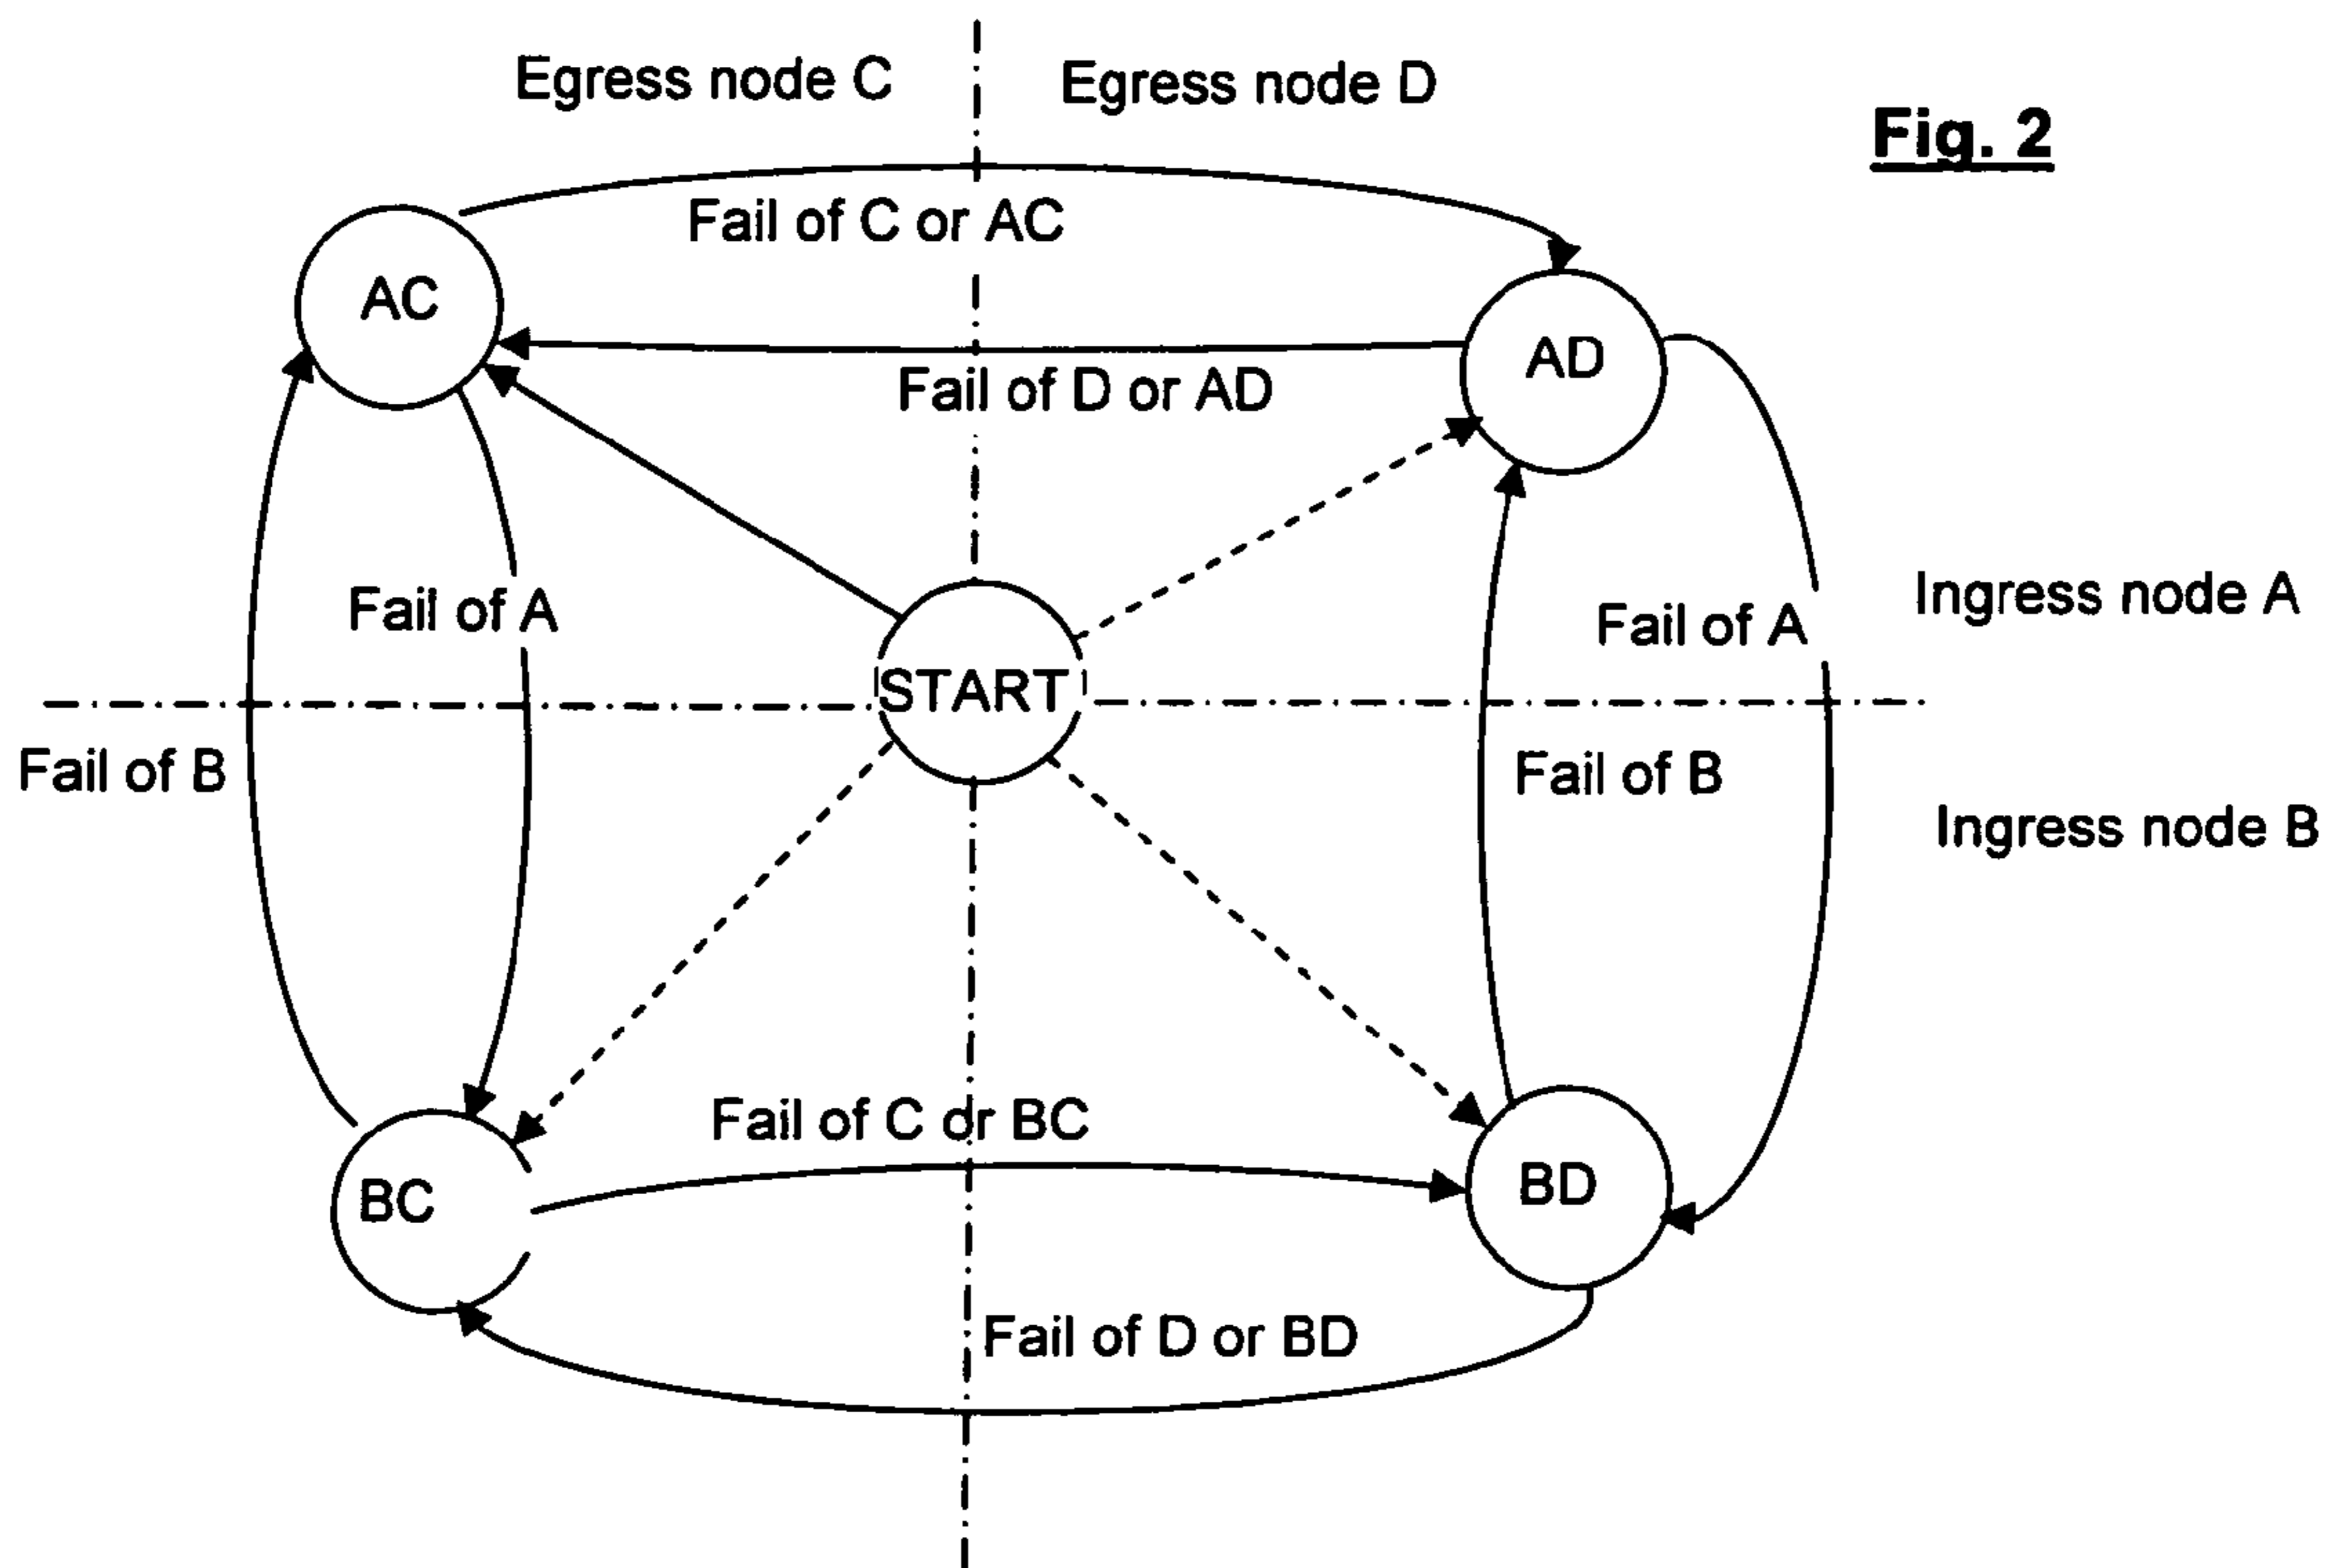 Egress node C
Egress node D
Fig. 2
Fail of C or AC
AC
AD
Fail of D or AD
Fail of A
Fail of A
Ingress node A
START
Fail of B
Fail of B
Ingress node B
Fail of C or BC
BC
BD
Fail of D or BD